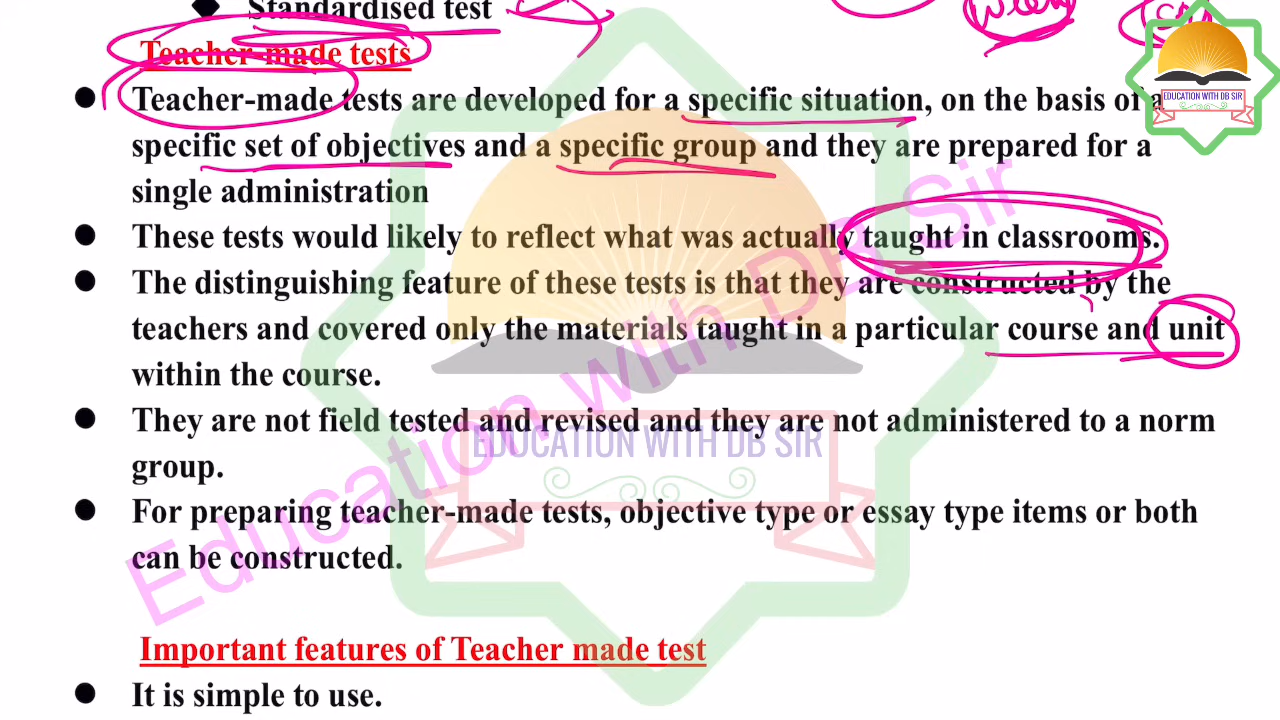 Standardised test
Teacher-made tests
EDUCATION WITH DB SIR
Teacher-made tests are developed for a specific situation, on the basis of a
specific set of objectives and a specific group and they are prepared for a
single administration
These tests would likely to reflect what was actually taught in classrooms.
The distinguishing feature of these tests is that they are constructed by the
teachers and covered only the materials taught in a particular course and unit
within the course.
They are not field tested and revised and they are not administered to a norm
group.
EDUCATION WITH DB SIR
Education with DB Sir
For preparing teacher-made tests, objective type or essay type items or both
can be constructed.
Important features of Teacher made test
It is simple to use.